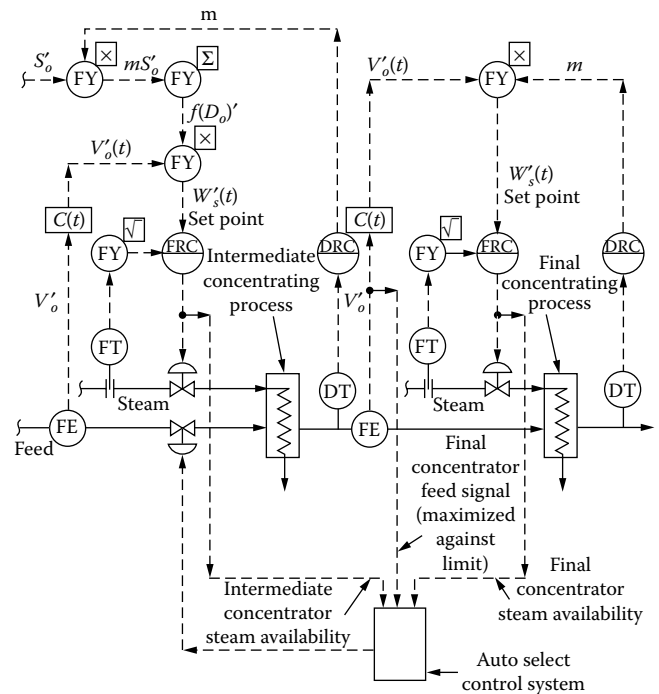 m
S′ₒ
FY
×
mS′ₒ
FY
Σ
f(Dₒ)′
×
FY
V′ₒ(t)
W′ₛ(t)
Set point
C(t)
FY
√
FRC
Intermediate
concentrating
process
DRC
V′ₒ
FT
Steam
Feed
FE
DT
FE
V′ₒ(t)
FY
×
m
W′ₛ(t)
Set point
C(t)
FY
√
FRC
Final
concentrating
process
DRC
V′ₒ
FT
Steam
DT
Final
concentrator
feed signal
(maximized
against
limit)
Intermediate
concentrator
steam availability
Final
concentrator
steam availability
Auto select
control system